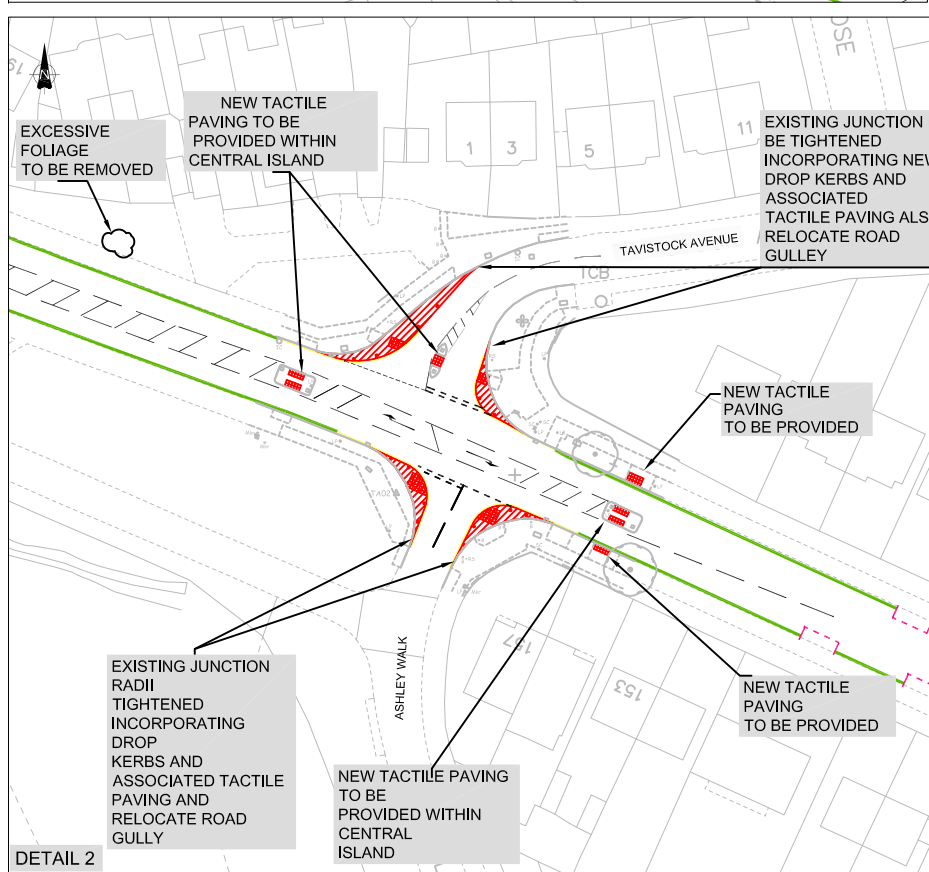 19
OSE
N
EXCESSIVE
FOLIAGE
TO BE REMOVED
NEW TACTILE
PAVING TO BE
PROVIDED WITHIN
CENTRAL ISLAND
1
3
5
11
EXISTING JUNCTION
BE TIGHTENED
INCORPORATING NEW
DROP KERBS AND
ASSOCIATED
TACTILE PAVING ALS
RELOCATE ROAD
GULLEY
TAVISTOCK AVENUE
TCB
NEW TACTILE
PAVING
TO BE PROVIDED
157
153
ASHLEY WALK
EXISTING JUNCTION
RADII
TIGHTENED
INCORPORATING
DROP
KERBS AND
ASSOCIATED TACTILE
PAVING AND
RELOCATE ROAD
GULLY
NEW TACTILE PAVING
TO BE
PROVIDED WITHIN
CENTRAL
ISLAND
NEW TACTILE
PAVING
TO BE PROVIDED
DETAIL 2